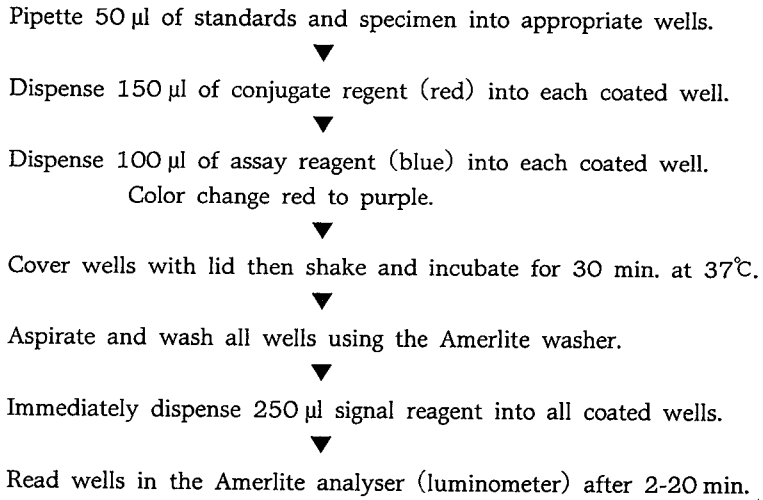 Pipette 50 µl of standards and specimen into appropriate wells.
▼
Dispense 150 µl of conjugate regent (red) into each coated well.
▼
Dispense 100 µl of assay reagent (blue) into each coated well.
Color change red to purple.
▼
Cover wells with lid then shake and incubate for 30 min. at 37℃.
▼
Aspirate and wash all wells using the Amerlite washer.
▼
Immediately dispense 250 µl signal reagent into all coated wells.
▼
Read wells in the Amerlite analyser (luminometer) after 2-20 min.